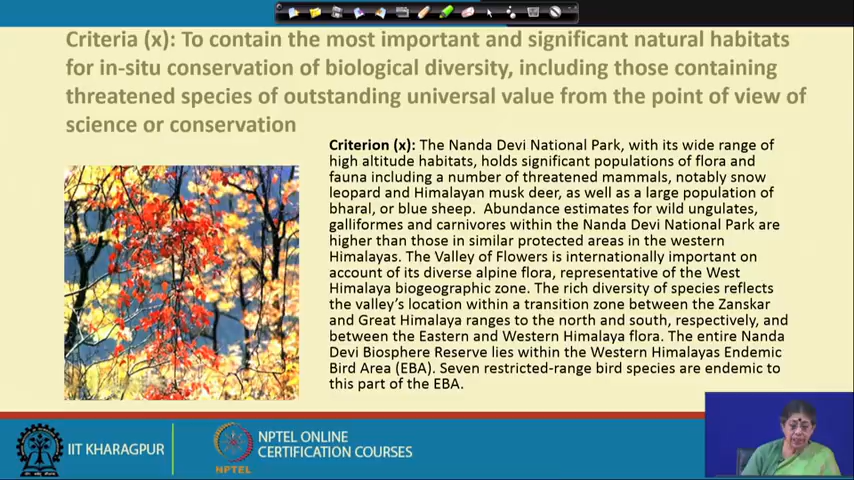 Criteria (x): To contain the most important and significant natural habitats
for in-situ conservation of biological diversity, including those containing
threatened species of outstanding universal value from the point of view of
science or conservation
Criterion (x): The Nanda Devi National Park, with its wide range of
high altitude habitats, holds significant populations of flora and
fauna including a number of threatened mammals, notably snow
leopard and Himalayan musk deer, as well as a large population of
bharal, or blue sheep. Abundance estimates for wild ungulates,
galliformes and carnivores within the Nanda Devi National Park are
higher than those in similar protected areas in the western
Himalayas. The Valley of Flowers is internationally important on
account of its diverse alpine flora, representative of the West
Himalaya biogeographic zone. The rich diversity of species reflects
the valley's location within a transition zone between the Zanskar
and Great Himalaya ranges to the north and south, respectively, and
between the Eastern and Western Himalaya flora. The entire Nanda
Devi Biosphere Reserve lies within the Western Himalayas Endemic
Bird Area (EBA). Seven restricted-range bird species are endemic to
this part of the EBA.
IIT KHARAGPUR
NPTEL
NPTEL ONLINE
CERTIFICATION COURSES